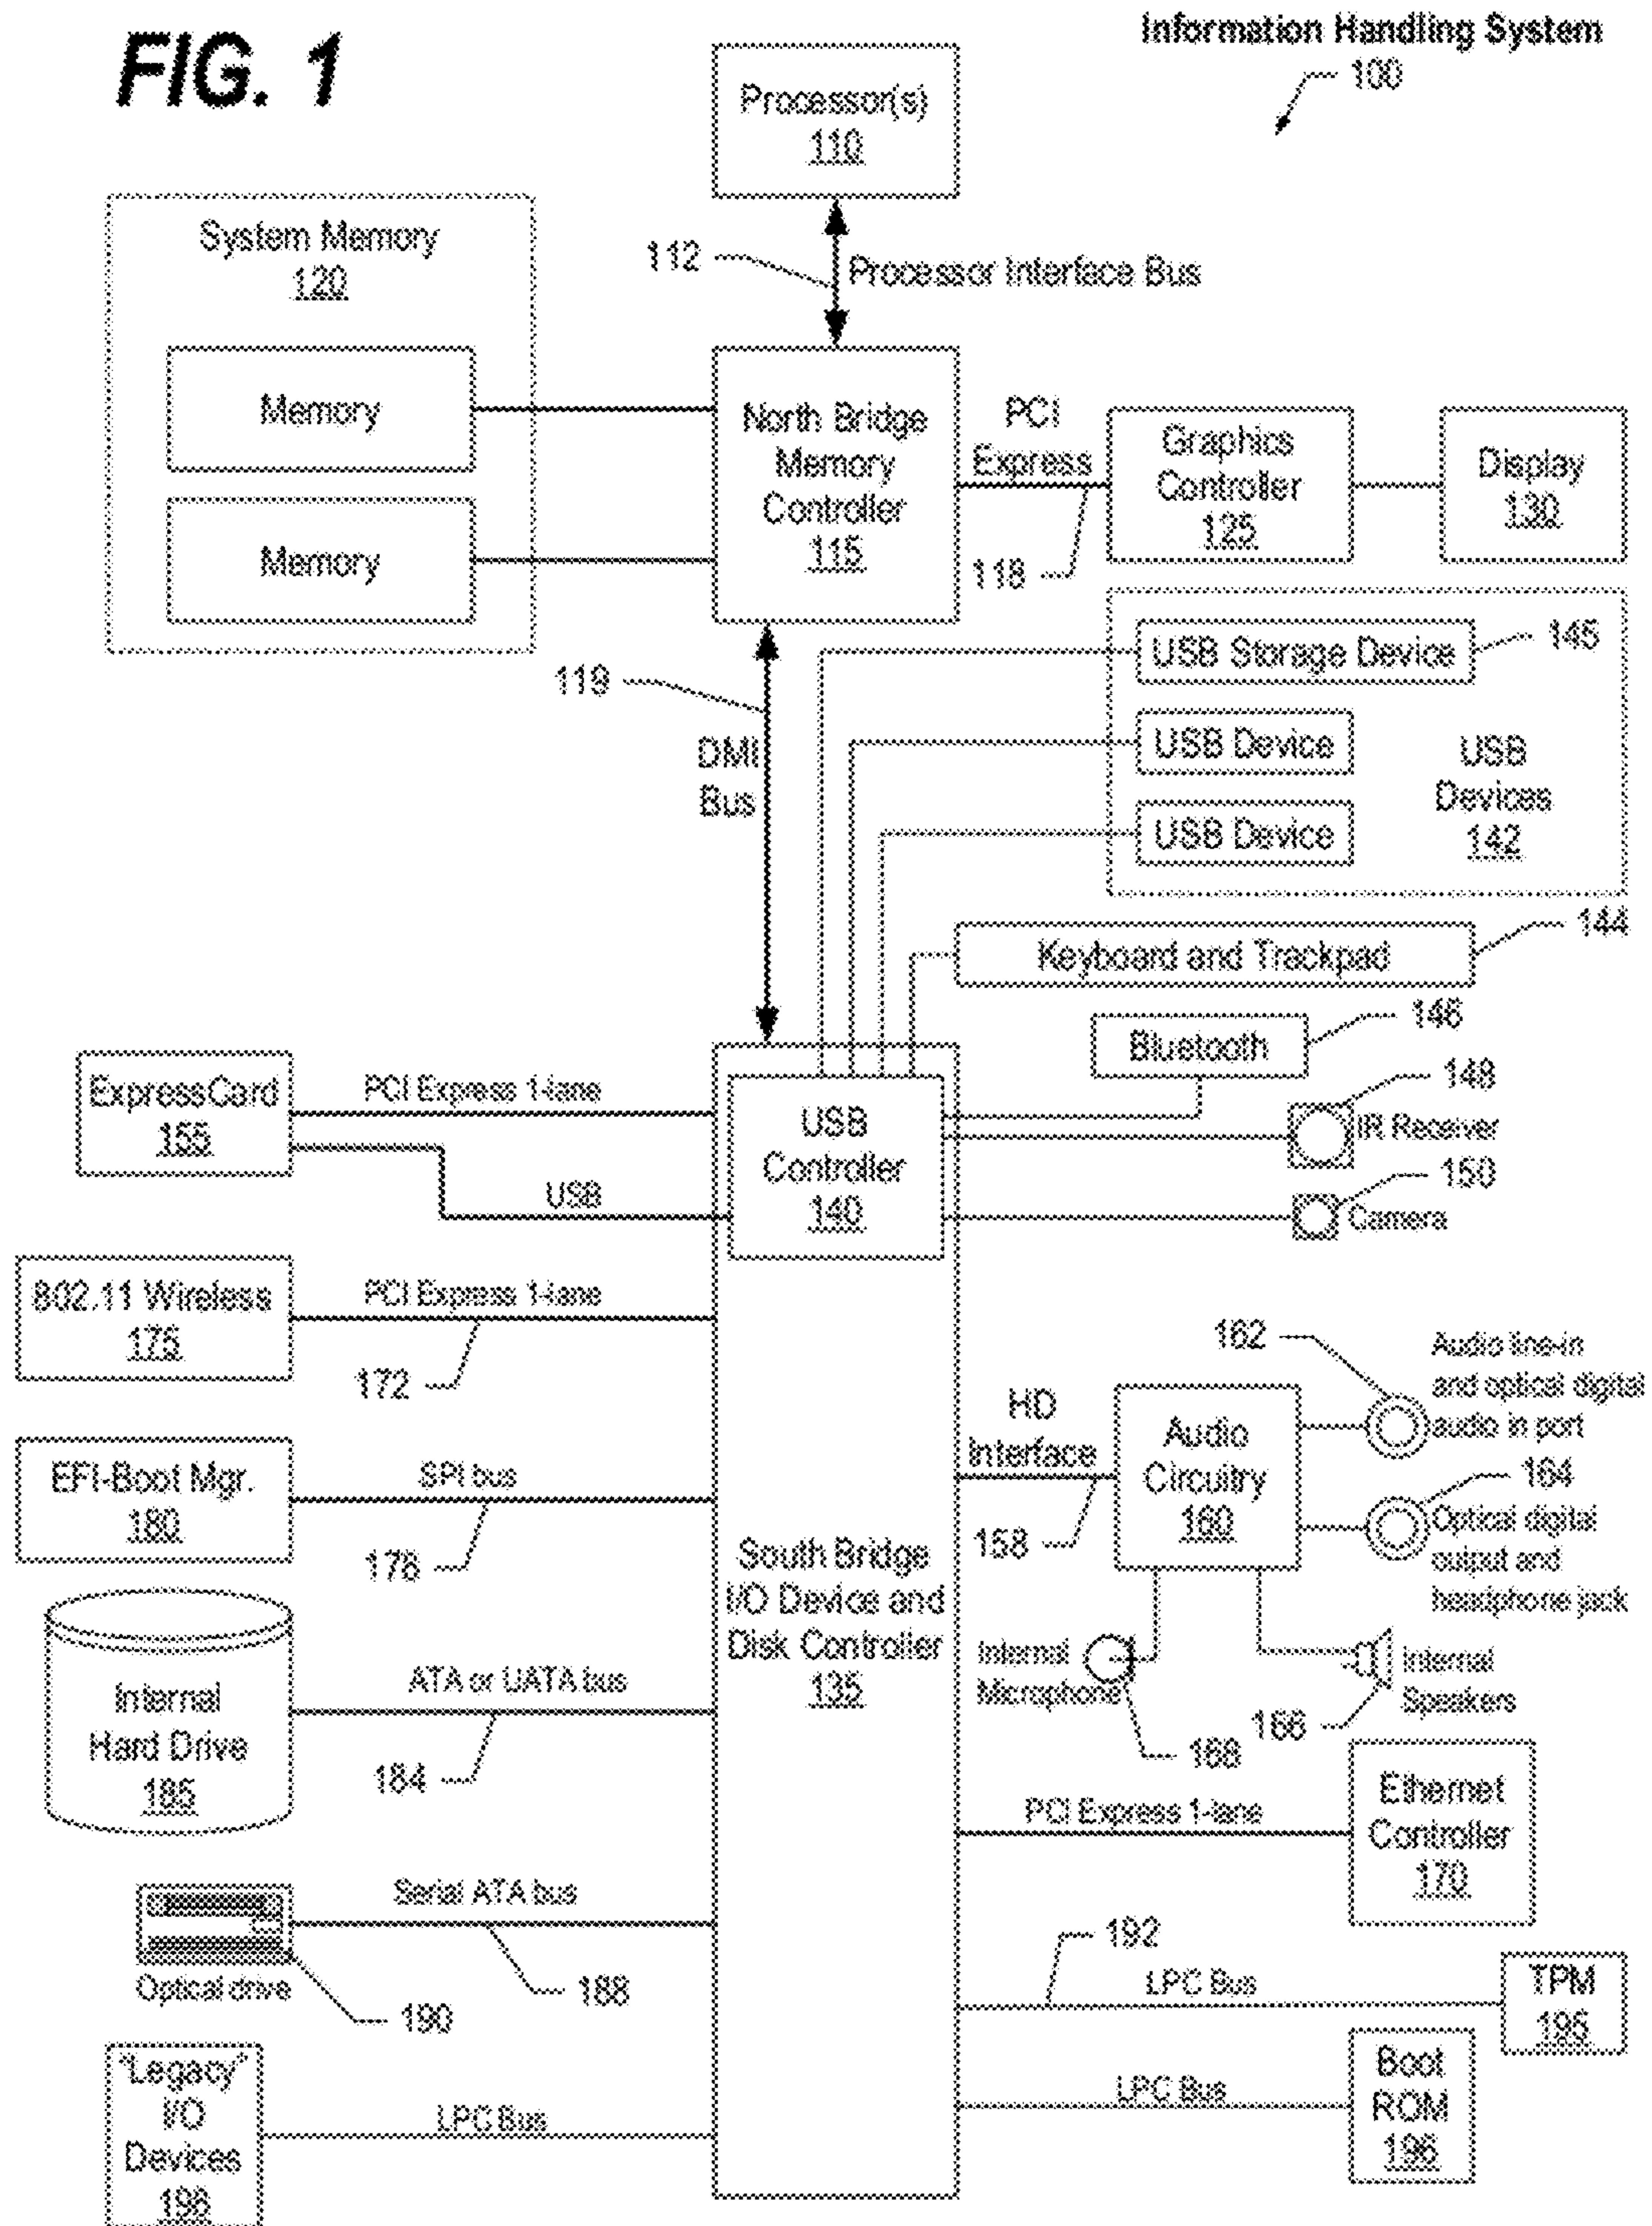 FIG. 1
Information Handling System
100
Processor(s)
110
System Memory
120
112
Processor Interface Bus
Memory
Memory
North Bridge
Memory
Controller
115
PCI
Express
118
Graphics
Controller
125
Display
130
119
DMI
Bus
USB Storage Device
145
USB Device
USB Device
USB
Devices
142
144
Keyboard and Trackpad
146
Bluetooth
148
IR Receiver
150
Camera
ExpressCard
155
PCI Express 1-lane
USB
USB
Controller
140
802.11 Wireless
175
PCI Express 1-lane
172
EFI-Boot Mgr.
180
SPI bus
178
Internal
Hard Drive
185
ATA or UATA bus
184
Serial ATA bus
188
Optical drive
190
"Legacy"
I/O
Devices
198
LPC Bus
South Bridge
I/O Device and
Disk Controller
135
HD
Interface
158
Audio
Circuitry
160
162
Audio line-in
and optical digital
audio in port
164
Optical digital
output and
headphone jack
Internal
Microphone
168
166
Internal
Speakers
PCI Express 1-lane
Ethernet
Controller
170
192
LPC Bus
TPM
195
LPC Bus
Boot
ROM
196